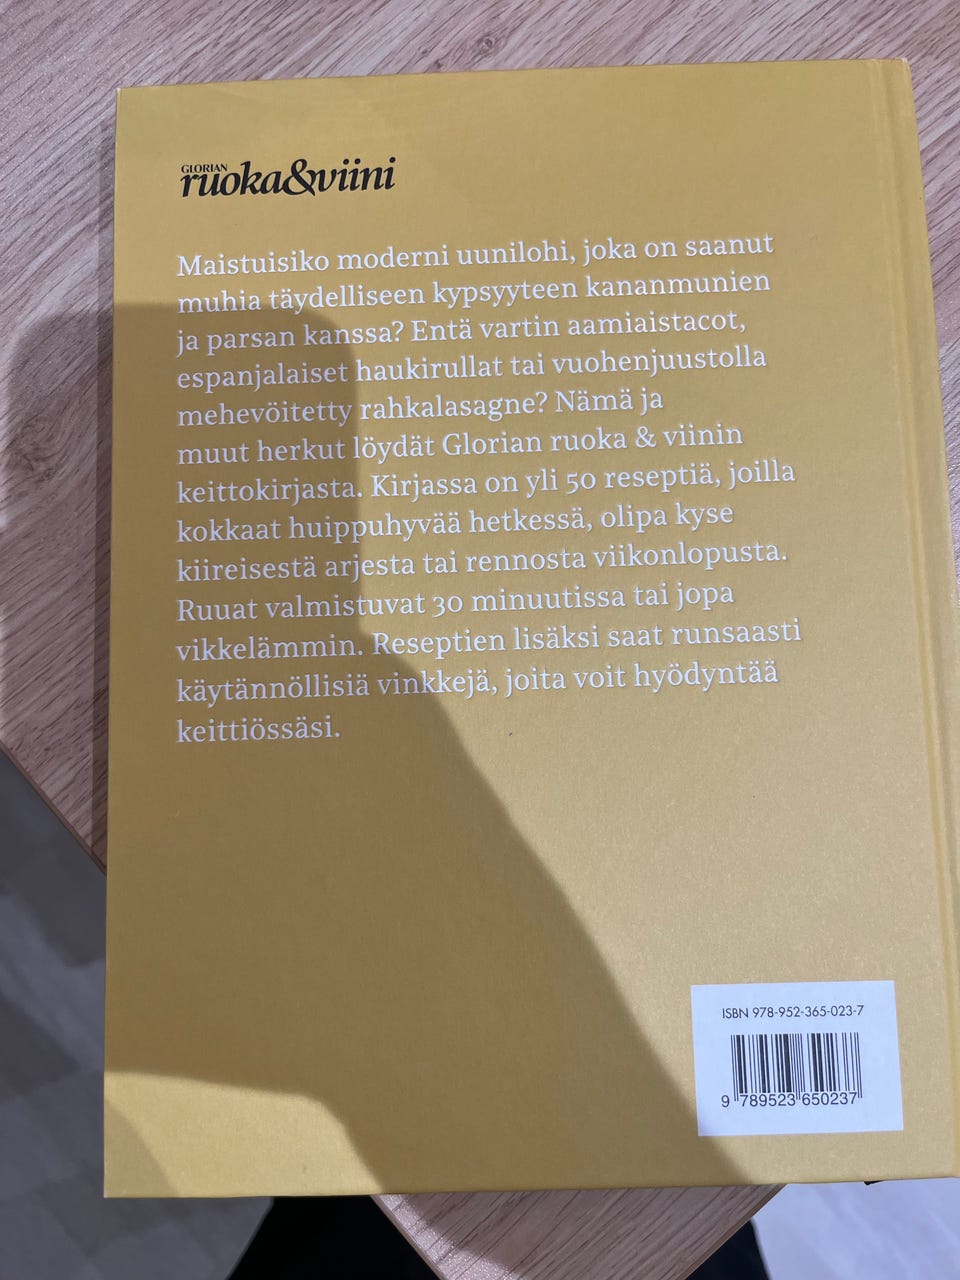 GLORIAN
ruoka&viini
Maistuisiko moderni uunilohi, joka on saanut
muhia täydelliseen kypsyyteen kananmunien
ja parsan kanssa? Entä vartin aamiaistacot,
espanjalaiset haukirullat tai vuohenjuustolla
mehevöitetty rahkalasagne? Nämä ja
muut herkut löydät Glorian ruoka & viinin
keittokirjasta. Kirjassa on yli 50 reseptiä, joilla
kokkaat huippuhyvää hetkessä, olipa kyse
kiireisestä arjesta tai rennosta viikonlopusta.
Ruuat valmistuvat 30 minuutissa tai jopa
vikkelämmin. Reseptien lisäksi saat runsaasti
käytännöllisiä vinkkejä, joita voit hyödyntää
keittiössäsi.
ISBN 978-952-365-023-7
9 789523 650237